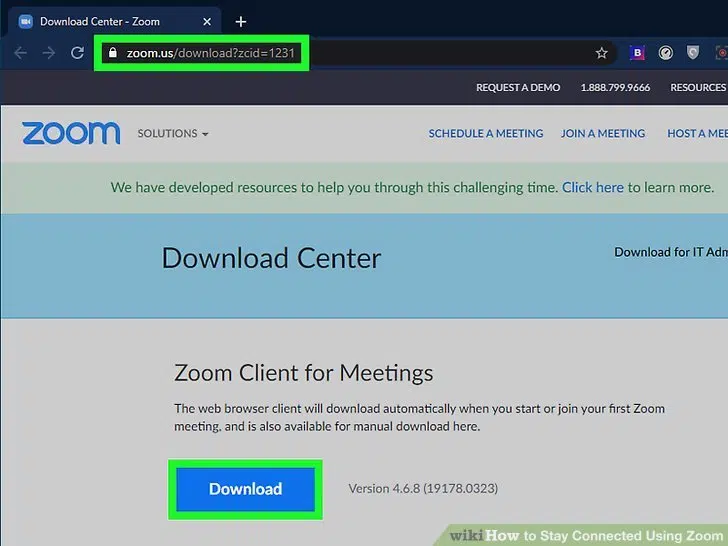 Download Center - Zoom
zoom.us/download?zcid=1231
REQUEST A DEMO 1.888.799.9666 RESOURCES
zoom SOLUTIONS SCHEDULE A MEETING JOIN A MEETING HOST A MEE
We have developed resources to help you through this challenging time. Click here to learn more.
Download Center
Download for IT Adm
Zoom Client for Meetings
The web browser client will download automatically when you start or join your first Zoom
meeting, and is also available for manual download here.
Download Version 4.6.8 (19178.0323)
wikiHow to Stay Connected Using Zoom